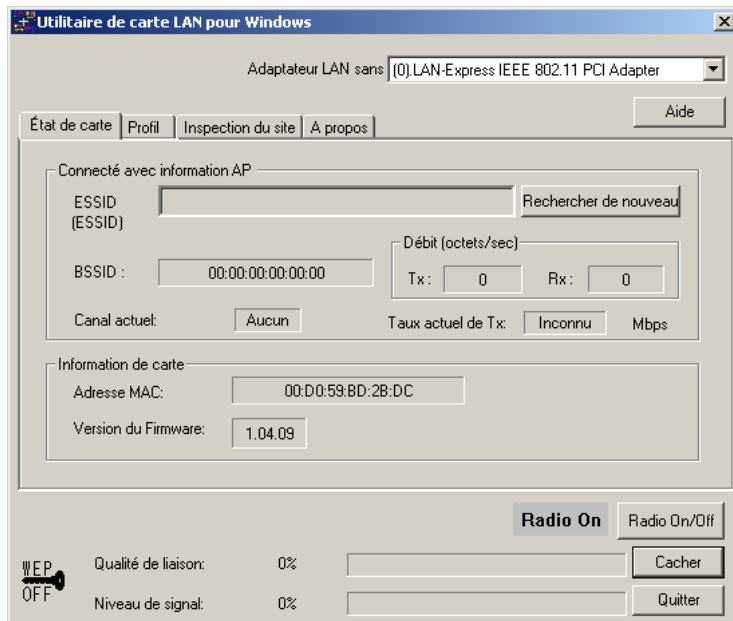 Utilitaire de carte LAN pour Windows
Adaptateur LAN sans (0).LAN-Express IEEE 802.11 PCI Adapter
Aide
État de carte Profil Inspection du site A propos
Connecté avec information AP
ESSID
(ESSID)
Rechercher de nouveau
Débit (octets/sec)
BSSID : 00:00:00:00:00:00
Tx : 0 Rx : 0
Canal actuel: Aucun Taux actuel de Tx: Inconnu Mbps
Information de carte
Adresse MAC: 00:D0:59:BD:2B:DC
Version du Firmware: 1.04.09
Radio On Radio On/Off
WEP
OFF
Qualité de liaison: 0% Cacher
Niveau de signal: 0% Quitter